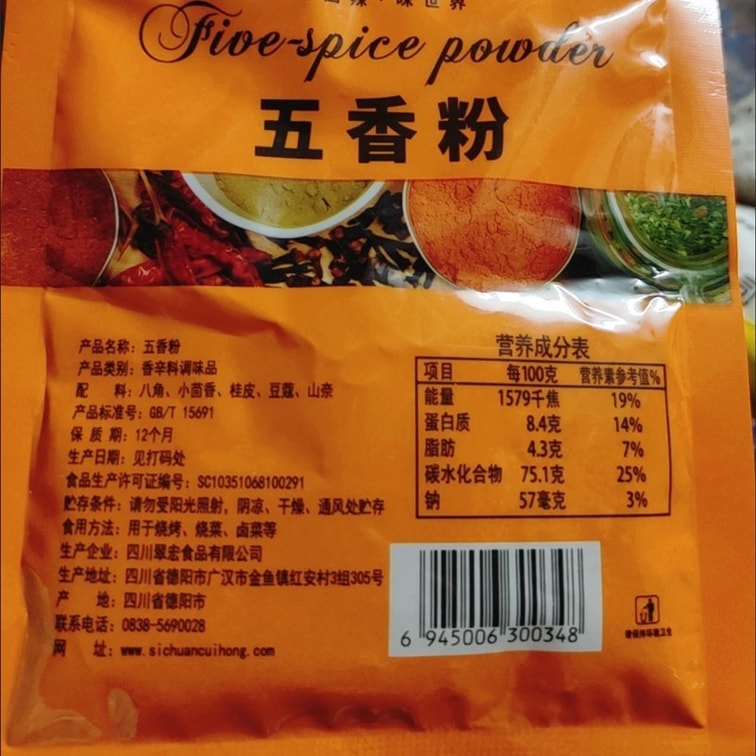 味世界
Five-spice powder
五香粉
产品名称：五香粉
产品类别：香辛料调味品
配 料：八角、小茴香、桂皮、豆蔻、山奈
产品标准号：GB/T 15691
保 质 期：12个月
生产日期：见打码处
食品生产许可证编号：SC10351068100291
贮存条件：请勿受阳光照射，阴凉、干燥、通风处贮存
食用方法：用于烧烤、烧菜、卤菜等
生产企业：四川翠宏食品有限公司
生产地址：四川省德阳市广汉市金鱼镇红安村3组305号
产 地：四川省德阳市
联系电话：0838-5690028
网 址：www.sichuancuihong.com
营养成分表
项目 每100克 营养素参考值%
能量 1579千焦 19%
蛋白质 8.4克 14%
脂肪 4.3克 7%
碳水化合物 75.1克 25%
钠 57毫克 3%
6 945006 300348
请保持环境卫生